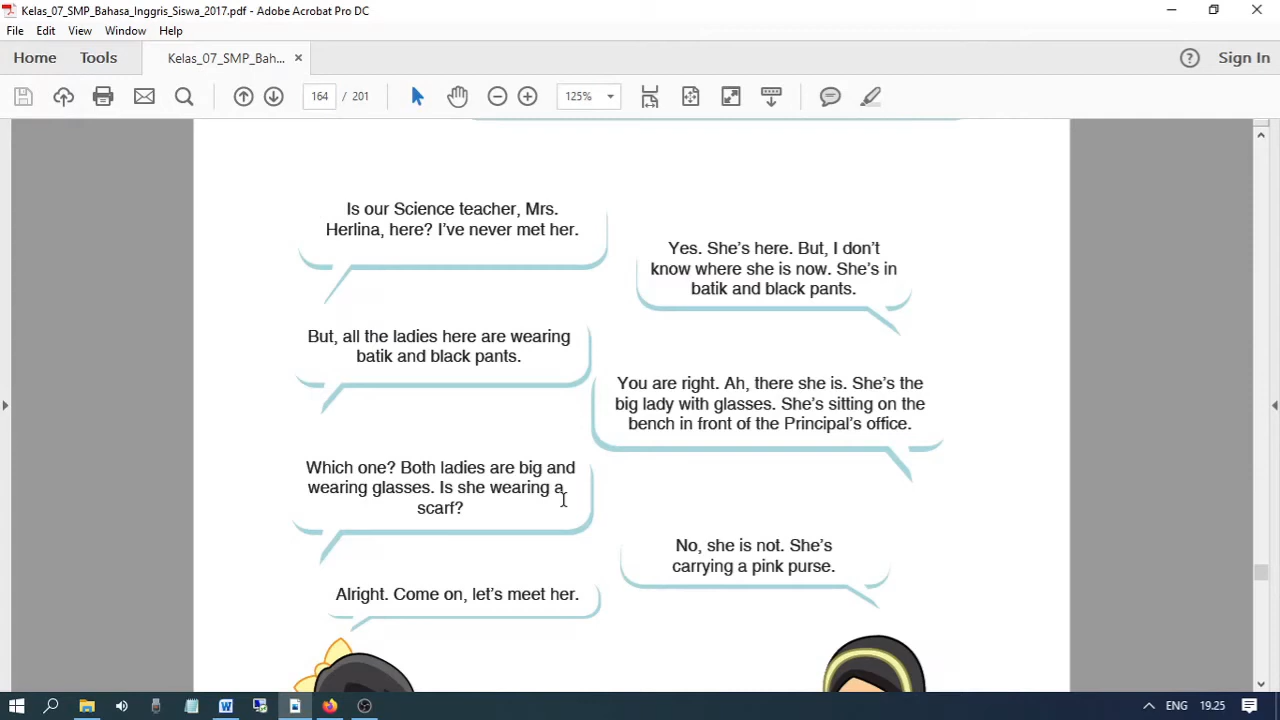 Kelas_07_SMP_Bahasa_Inggris_Siswa_2017.pdf - Adobe Acrobat Pro DC
File Edit View Window Help
Home Tools Kelas_07_SMP_Bah... × Sign In
164 / 201 125%
Is our Science teacher, Mrs.
Herlina, here? I've never met her.
Yes. She's here. But, I don't
know where she is now. She's in
batik and black pants.
But, all the ladies here are wearing
batik and black pants.
You are right. Ah, there she is. She's the
big lady with glasses. She's sitting on the
bench in front of the Principal's office.
Which one? Both ladies are big and
wearing glasses. Is she wearing a
scarf?
No, she is not. She's
carrying a pink purse.
Alright. Come on, let's meet her.
ENG 19.25